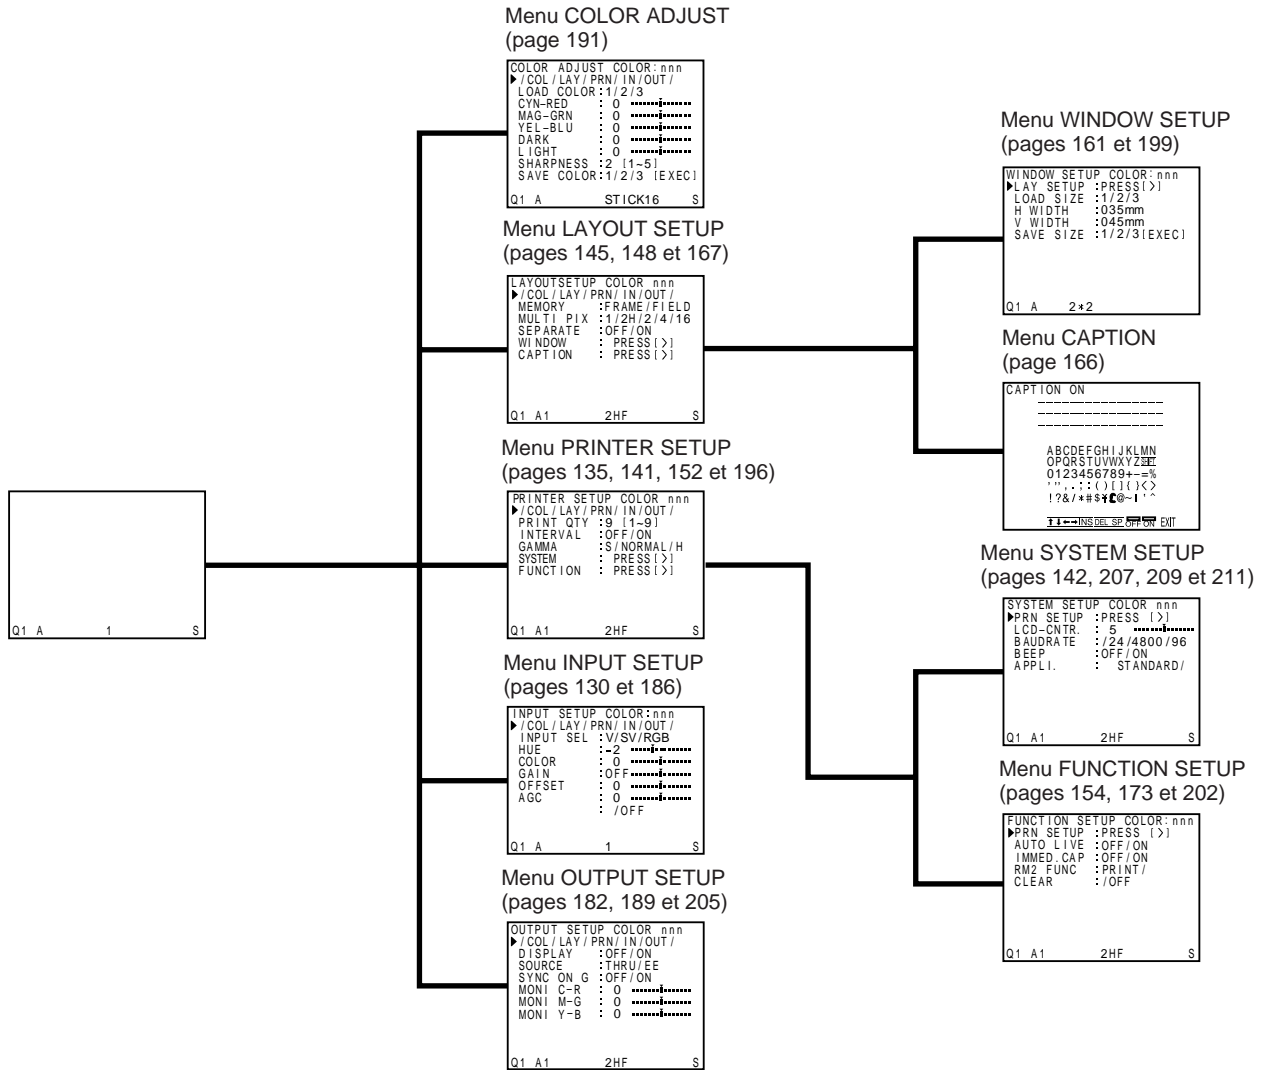 Menu COLOR ADJUST
(page 191)
COLOR ADJUST COLOR:nnn
/COL/LAY/PRN/IN/OUT/
LOAD COLOR:1/2/3
CYN-RED : 0
MAG-GRN : 0
YEL-BLU : 0
DARK : 0
LIGHT : 0
SHARPNESS :2 [1~5]
SAVE COLOR:1/2/3 [EXEC]
Q1 A STICK16 S
Menu LAYOUT SETUP
(pages 145, 148 et 167)
LAYOUTSETUP COLOR nnn
/COL/LAY/PRN/IN/OUT/
MEMORY :FRAME/FIELD
MULTI PIX :1/2H/2/4/16
SEPARATE :OFF/ON
WINDOW : PRESS[>]
CAPTION : PRESS[>]
Q1 A1 2HF S
Menu PRINTER SETUP
(pages 135, 141, 152 et 196)
PRINTER SETUP COLOR nnn
/COL/LAY/PRN/IN/OUT/
PRINT QTY :9 [1~9]
INTERVAL :OFF/ON
GAMMA :S/NORMAL/H
SYSTEM : PRESS[>]
FUNCTION : PRESS[>]
Q1 A1 2HF S
Q1 A 1 S
Menu INPUT SETUP
(pages 130 et 186)
INPUT SETUP COLOR:nnn
/COL/LAY/PRN/IN/OUT/
INPUT SEL :V/SV/RGB
HUE :-2
COLOR : 0
GAIN :OFF
OFFSET : 0
AGC : 0
: /OFF
Q1 A 1 S
Menu OUTPUT SETUP
(pages 182, 189 et 205)
OUTPUT SETUP COLOR nnn
/COL/LAY/PRN/IN/OUT/
DISPLAY :OFF/ON
SOURCE :THRU/EE
SYNC ON G :OFF/ON
MONI C-R : 0
MONI M-G : 0
MONI Y-B : 0
Q1 A1 2HF S
Menu WINDOW SETUP
(pages 161 et 199)
WINDOW SETUP COLOR:nnn
LAY SETUP :PRESS[>]
LOAD SIZE :1/2/3
H WIDTH :035mm
V WIDTH :045mm
SAVE SIZE :1/2/3[EXEC]
Q1 A 2*2
Menu CAPTION
(page 166)
CAPTION ON
ABCDEFGHIJKLMN
OPQRSTUVWXYZ
0123456789+-=%
'",.;:()[]{}<>
!?&/*#$¥£@~|'^
↑↓←→INS DEL SP OFF ON EXIT
Menu SYSTEM SETUP
(pages 142, 207, 209 et 211)
SYSTEM SETUP COLOR nnn
PRN SETUP :PRESS [>]
LCD-CNTR. : 5
BAUDRATE :/24/4800/96
BEEP :OFF/ON
APPLI. : STANDARD/
Q1 A1 2HF S
Menu FUNCTION SETUP
(pages 154, 173 et 202)
FUNCTION SETUP COLOR:nnn
PRN SETUP :PRESS [>]
AUTO LIVE :OFF/ON
IMMED.CAP :OFF/ON
RM2 FUNC :PRINT/
CLEAR :/OFF
Q1 A1 2HF S